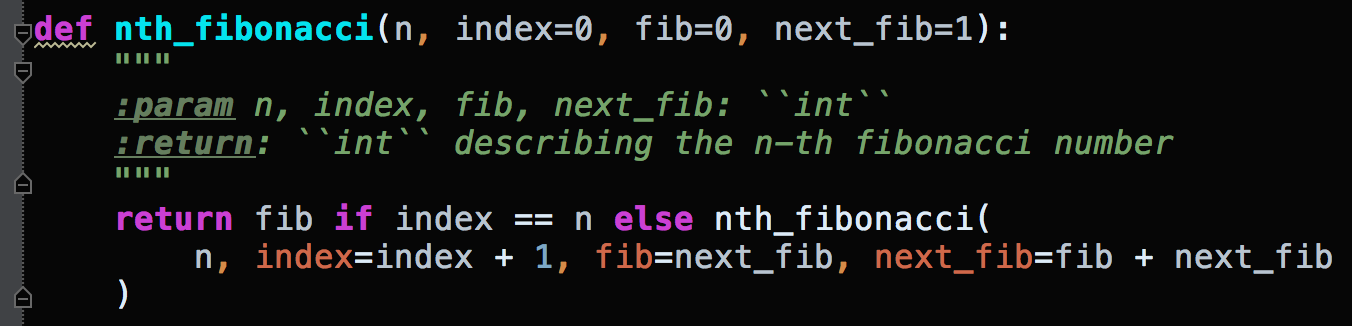 def nth_fibonacci(n, index=0, fib=0, next_fib=1):
    """
    :param n, index, fib, next_fib: ``int``
    :return: ``int`` describing the n-th fibonacci number
    """
    return fib if index == n else nth_fibonacci(
        n, index=index + 1, fib=next_fib, next_fib=fib + next_fib
    )